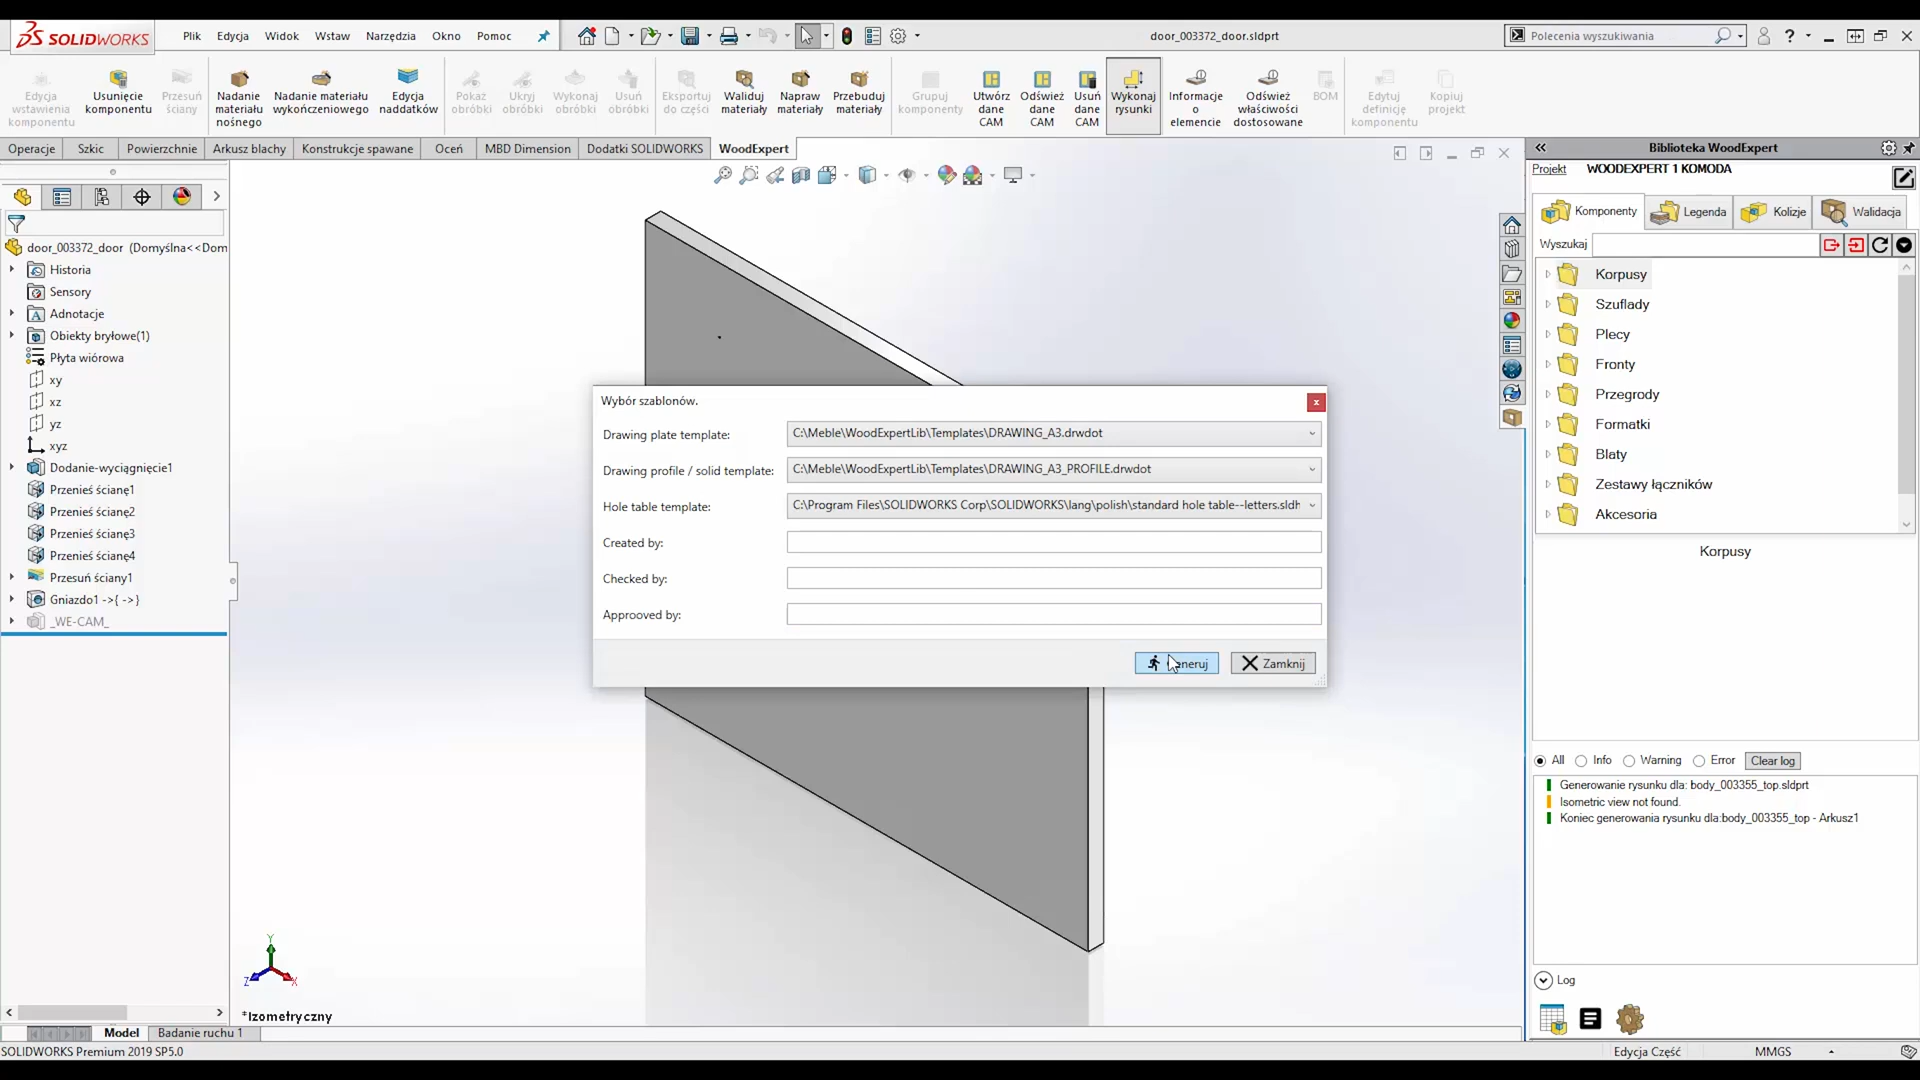 SOLIDWORKS
Plik
Edycja
Widok
Wstaw
Narzędzia
Okno
Pomoc
door_003372_door.sldprt
Polecenia wyszukiwania
?
Edycja wstawienia komponentu
Usunięcie komponentu
Przesuń ściany
Nadanie materiału nośnego
Nadanie materiału wykończeniowego
Edycja naddatków
Pokaż obróbki
Ukryj obróbki
Wykonaj obróbki
Usuń obróbki
Eksportuj do części
Waliduj materiały
Napraw materiały
Przebuduj materiały
Grupuj komponenty
Utwórz dane CAM
Odśwież dane CAM
Usuń dane CAM
Wykonaj rysunki
Informacje o elemencie
Odśwież właściwości dostosowane
BOM
Edytuj definicję komponentu
Kopiuj projekt
Operacje
Szkic
Powierzchnie
Arkusz blachy
Konstrukcje spawane
Oceń
MBD Dimension
Dodatki SOLIDWORKS
WoodExpert
door_003372_door (Domyślna<<Dom
Historia
Sensory
Adnotacje
Obiekty bryłowe(1)
Płyta wiórowa
xy
xz
yz
xyz
Dodanie-wyciągnięcie1
Przenieś ścianę1
Przenieś ścianę2
Przenieś ścianę3
Przenieś ścianę4
Przesuń ściany1
Gniazdo1 ->{ ->}
_WE-CAM_
Wybór szablonów.
Drawing plate template:
C:\Meble\WoodExpertLib\Templates\DRAWING_A3.drwdot
Drawing profile / solid template:
C:\Meble\WoodExpertLib\Templates\DRAWING_A3_PROFILE.drwdot
Hole table template:
C:\Program Files\SOLIDWORKS Corp\SOLIDWORKS\lang\polish\standard hole table--letters.sldh
Created by:
Checked by:
Approoved by:
neruj
Zamknij
Y
Z
X
*Izometryczny
Model
Badanie ruchu 1
SOLIDWORKS Premium 2019 SP5.0
Edycja Część
MMGS
Biblioteka WoodExpert
Projekt
WOODEXPERT 1 KOMODA
Komponenty
Legenda
Kolizje
Walidacja
Wyszukaj
Korpusy
Szuflady
Plecy
Fronty
Przegrody
Formatki
Blaty
Zestawy łączników
Akcesoria
Korpusy
All
Info
Warning
Error
Clear log
Generowanie rysunku dla: body_003355_top.sldprt
Isometric view not found.
Koniec generowania rysunku dla:body_003355_top - Arkusz1
Log